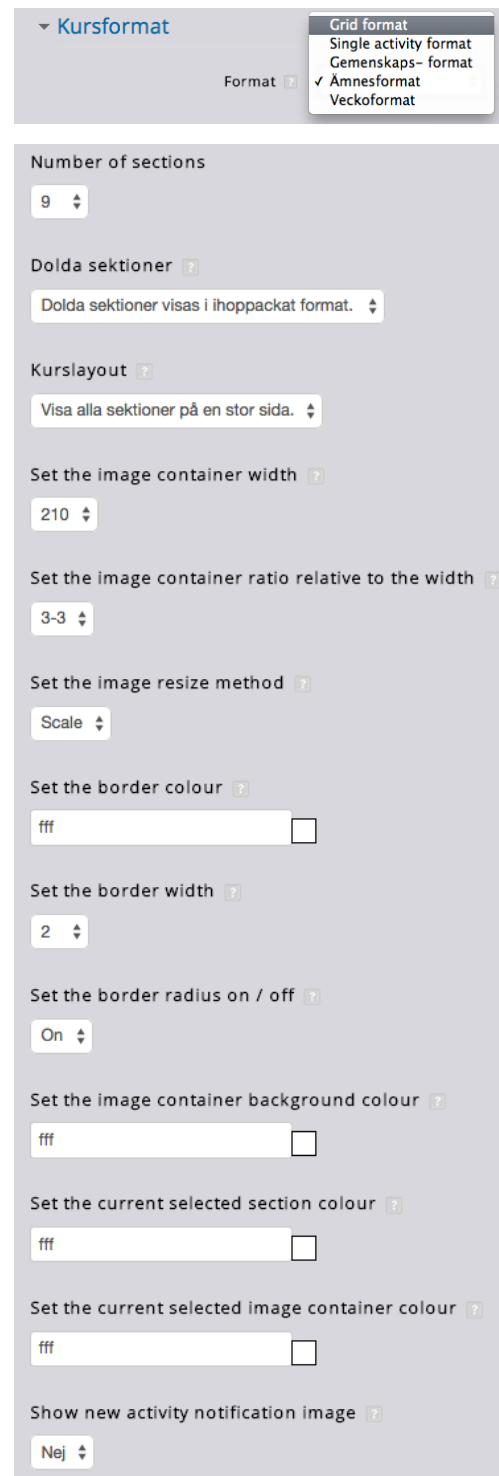 Kursformat
Format ?
Grid format
Single activity format
Gemenskaps- format
✓ Ämnesformat
Veckoformat
Number of sections
9
Dolda sektioner ?
Dolda sektioner visas i ihoppackat format.
Kurslayout ?
Visa alla sektioner på en stor sida.
Set the image container width ?
210
Set the image container ratio relative to the width ?
3-3
Set the image resize method ?
Scale
Set the border colour ?
fff
Set the border width ?
2
Set the border radius on / off ?
On
Set the image container background colour ?
fff
Set the current selected section colour ?
fff
Set the current selected image container colour ?
fff
Show new activity notification image ?
Nej